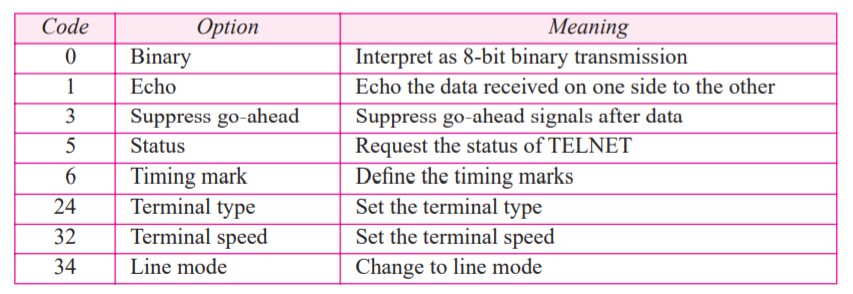 Code Option Meaning
0 Binary Interpret as 8-bit binary transmission
1 Echo Echo the data received on one side to the other
3 Suppress go-ahead Suppress go-ahead signals after data
5 Status Request the status of TELNET
6 Timing mark Define the timing marks
24 Terminal type Set the terminal type
32 Terminal speed Set the terminal speed
34 Line mode Change to line mode